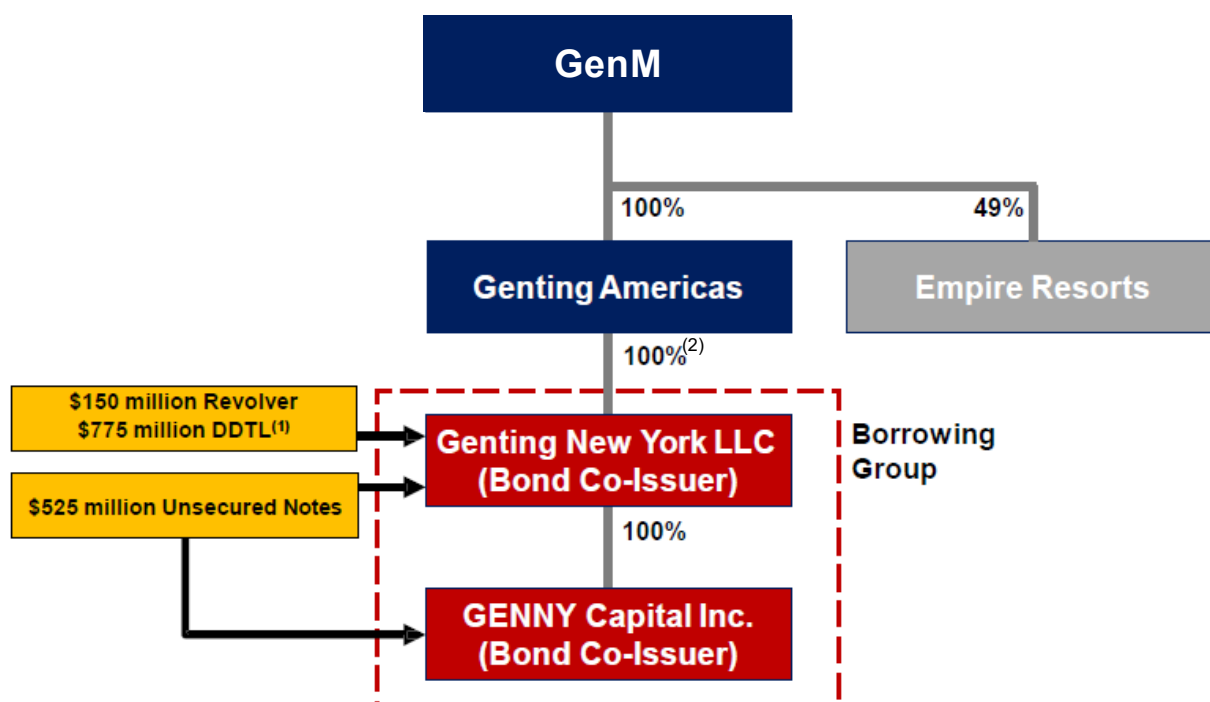 GenM
100%
49%
Genting Americas
Empire Resorts
100%(2)
$150 million Revolver
$775 million DDTL(1)
Genting New York LLC
(Bond Co-Issuer)
Borrowing
Group
$525 million Unsecured Notes
100%
GENNY Capital Inc.
(Bond Co-Issuer)